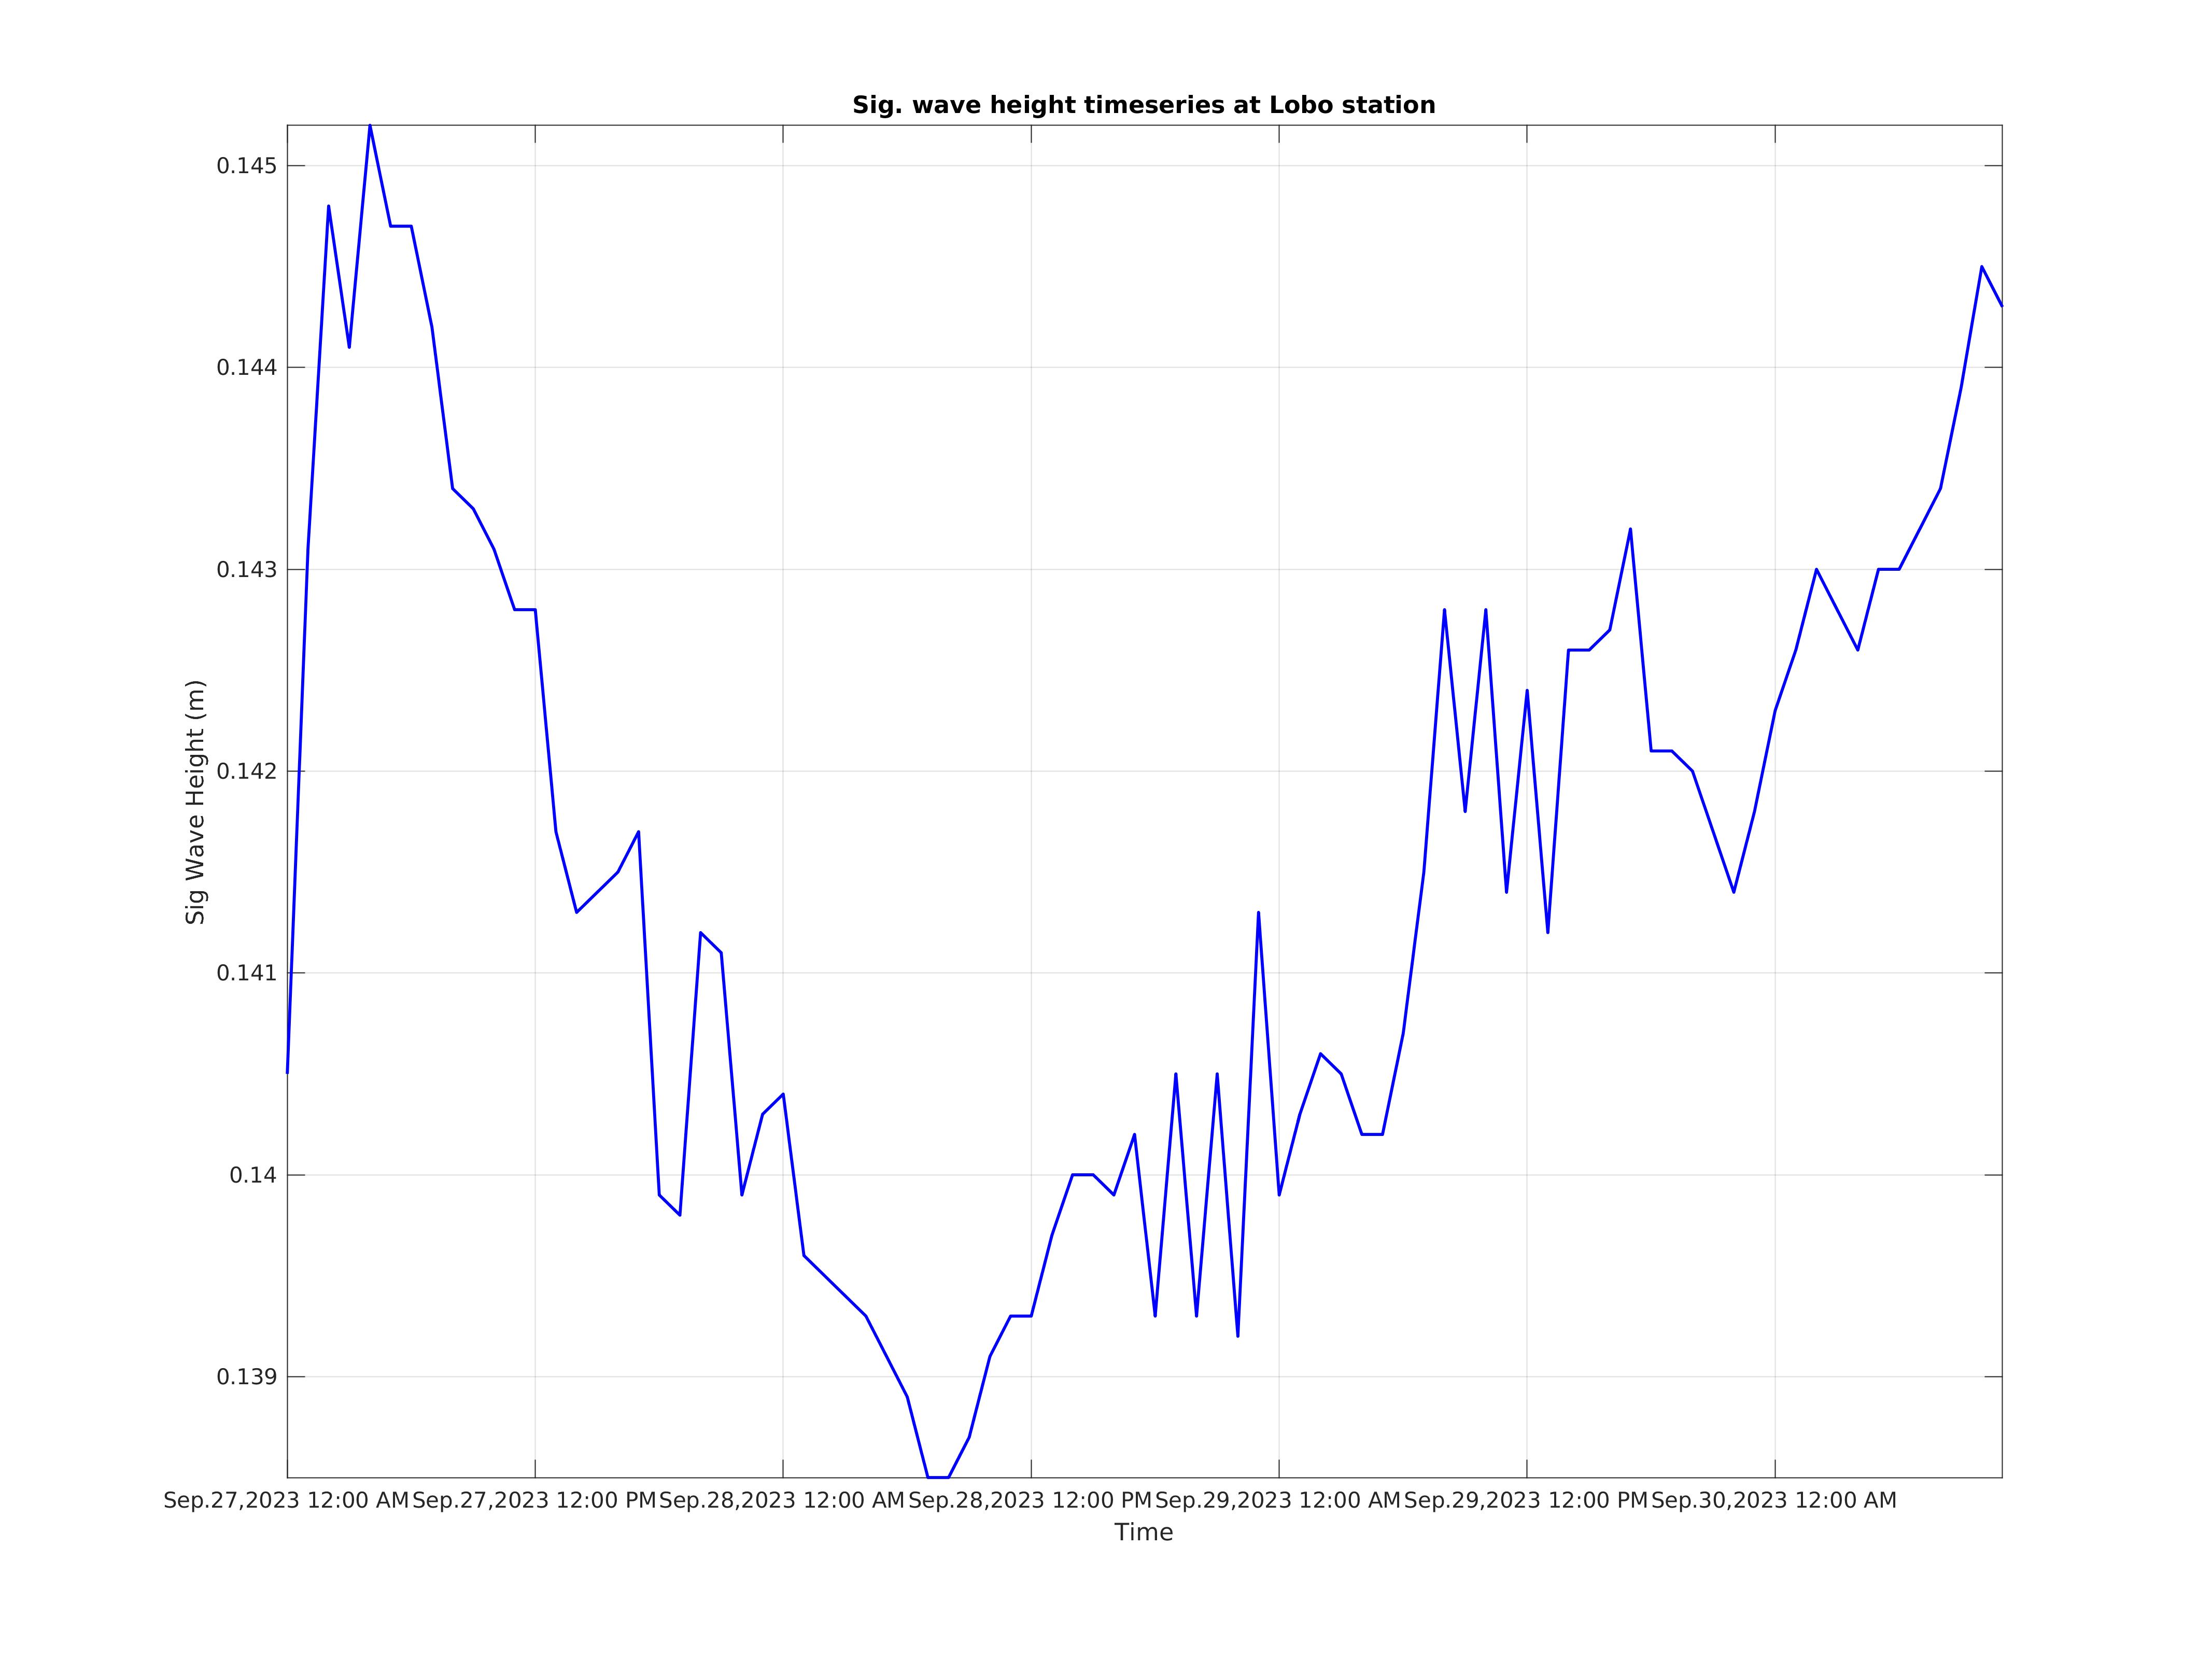 Sig. wave height timeseries at Lobo station
0.145
0.144
0.143
0.142
0.141
0.14
0.139
Sig Wave Height (m)
Sep.27,2023 12:00 AM Sep.27,2023 12:00 PM Sep.28,2023 12:00 AM Sep.28,2023 12:00 PM Sep.29,2023 12:00 AM Sep.29,2023 12:00 PM Sep.30,2023 12:00 AM
Time